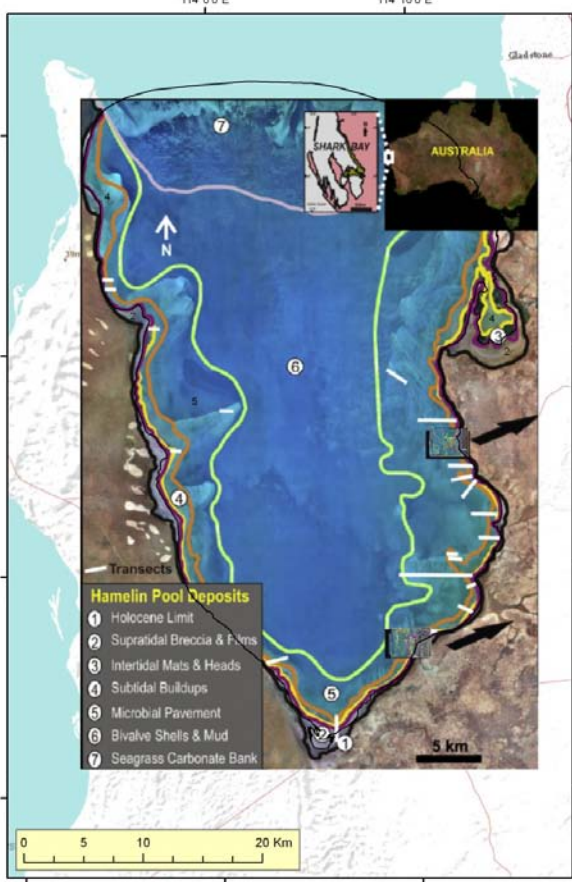 Gladstone
7
SHARK BAY
AUSTRALIA
4
N
4
3
2
6
5
4
Transects
Hamelin Pool Deposits
1 Holocene Limit
2 Supratidal Breccia & Films
3 Intertidal Mats & Heads
4 Subtidal Buildups
5 Microbial Pavement
6 Bivalve Shells & Mud
7 Seagrass Carbonate Bank
5
2
1
5 km
0 5 10 20 Km